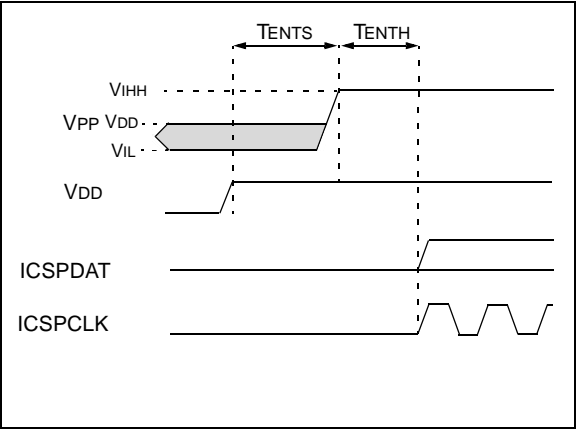 TENTS TENTH
VIHH
VPP VDD
VIL
VDD
ICSPDAT
ICSPCLK